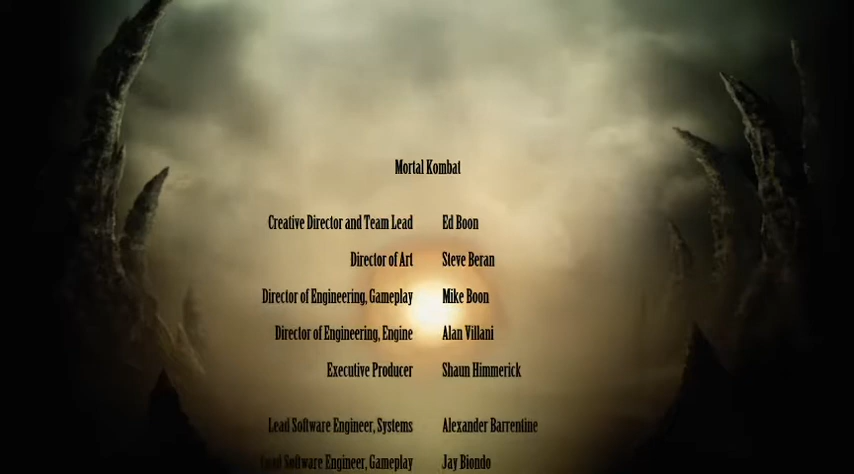 Mortal Kombat
Creative Director and Team Lead Ed Boon
Director of Art Steve Beran
Director of Engineering, Gameplay Mike Boon
Director of Engineering, Engine Alan Villani
Executive Producer Shaun Himmerick
Lead Software Engineer, Systems Alexander Barrentine
Lead Software Engineer, Gameplay Jay Biondo